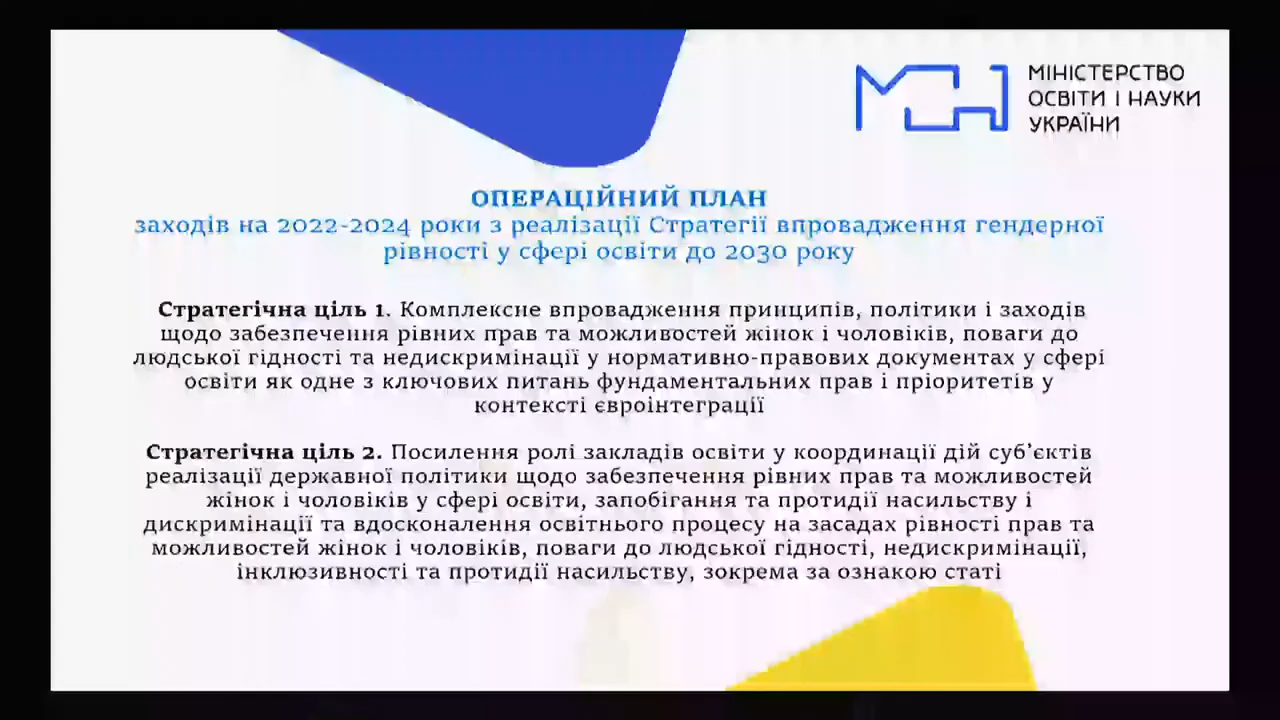 МІНІСТЕРСТВО
ОСВІТИ І НАУКИ
УКРАЇНИ
ОПЕРАЦІЙНИЙ ПЛАН
заходів на 2022-2024 роки з реалізації Стратегії впровадження гендерної
рівності у сфері освіти до 2030 року
Стратегічна ціль 1. Комплексне впровадження принципів, політики і заходів
щодо забезпечення рівних прав та можливостей жінок і чоловіків, поваги до
людської гідності та недискримінації у нормативно-правових документах у сфері
освіти як одне з ключових питань фундаментальних прав і пріоритетів у
контексті євроінтеграції
Стратегічна ціль 2. Посилення ролі закладів освіти у координації дій суб’єктів
реалізації державної політики щодо забезпечення рівних прав та можливостей
жінок і чоловіків у сфері освіти, запобігання та протидії насильству і
дискримінації та вдосконалення освітнього процесу на засадах рівності прав та
можливостей жінок і чоловіків, поваги до людської гідності, недискримінації,
інклюзивності та протидії насильству, зокрема за ознакою статі